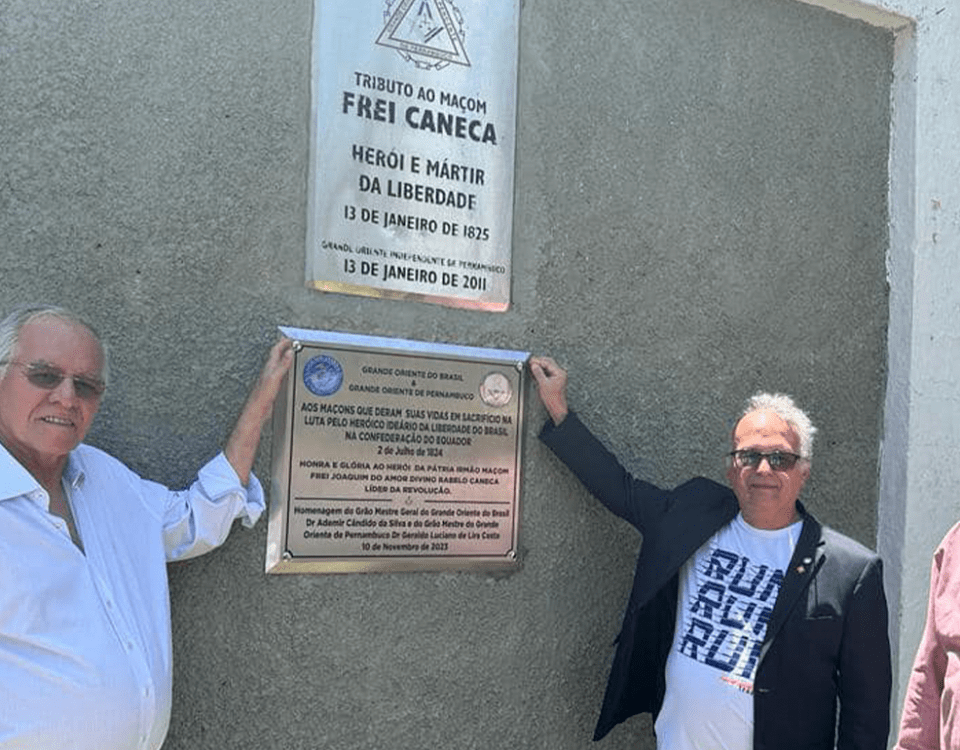 DE PERNAMBUCO
TRIBUTO AO MAÇOM
FREI CANECA
HERÓI E MÁRTIR
DA LIBERDADE
13 DE JANEIRO DE 1825
GRANDE ORIENTE INDEPENDENTE DE PERNAMBUCO
13 DE JANEIRO DE 2011
GRANDE ORIENTE DO BRASIL
&
GRANDE ORIENTE DE PERNAMBUCO
AOS MAÇONS QUE DERAM SUAS VIDAS EM SACRIFÍCIO NA
LUTA PELO HERÓICO IDEÁRIO DA LIBERDADE DO BRASIL
NA CONFEDERAÇÃO DO EQUADOR
2 de Julho de 1824
HONRA E GLÓRIA AO HERÓI DA PÁTRIA IRMÃO MAÇOM
FREI JOAQUIM DO AMOR DIVINO RABELO CANECA
LÍDER DA REVOLUÇÃO.
Homenagem do Grão Mestre Geral do Grande Oriente do Brasil
Dr Ademir Cândido da Silva e do Grão Mestre do Grande
Oriente de Pernambuco Dr Geraldo Luciano de Lira Costa
10 de Novembro de 2023
RUN
RUN
RUN